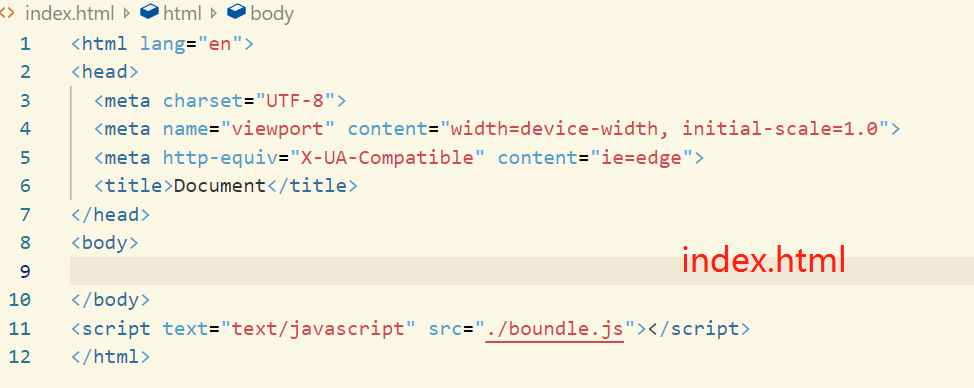 index.html html body
1 <html lang="en">
2 <head>
3 <meta charset="UTF-8">
4 <meta name="viewport" content="width=device-width, initial-scale=1.0">
5 <meta http-equiv="X-UA-Compatible" content="ie=edge">
6 <title>Document</title>
7 </head>
8 <body>
index.html
9
10 </body>
11 <script text="text/javascript" src="./boundle.js"></script>
12 </html>